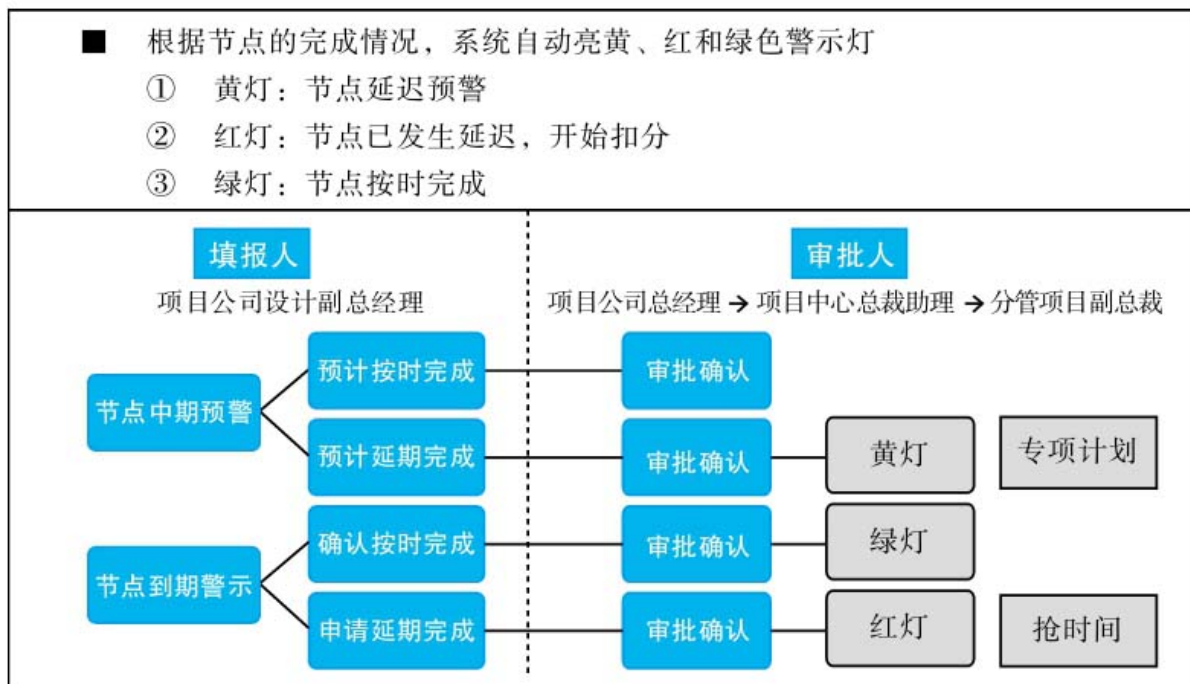 ■ 根据节点的完成情况，系统自动亮黄、红和绿色警示灯
① 黄灯：节点延迟预警
② 红灯：节点已发生延迟，开始扣分
③ 绿灯：节点按时完成
填报人
审批人
项目公司设计副总经理
项目公司总经理→项目中心总裁助理→分管项目副总裁
节点中期预警
预计按时完成
审批确认
预计延期完成
审批确认
黄灯
专项计划
节点到期警示
确认按时完成
审批确认
绿灯
申请延期完成
审批确认
红灯
抢时间